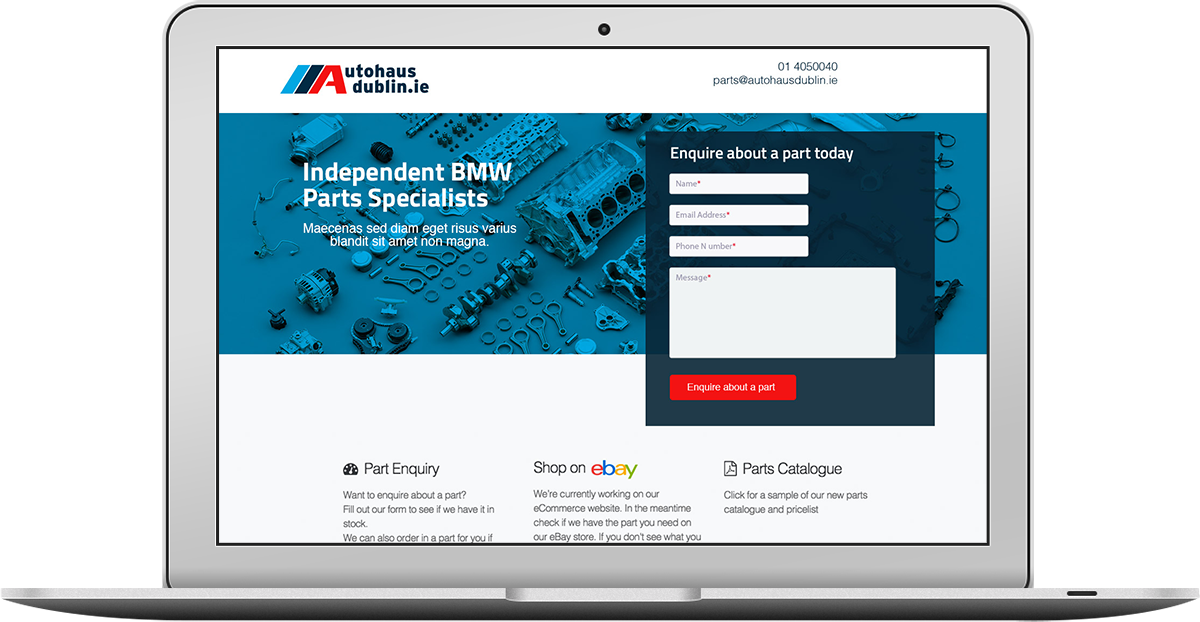 Autohaus
dublin.ie
01 4050040
parts@autohausdublin.ie
Independent BMW
Parts Specialists
Maecenas sed diam eget risus varius
blandit sit amet non magna.
Enquire about a part today
Name*
Email Address*
Phone N umber*
Message*
Enquire about a part
Part Enquiry
Want to enquire about a part?
Fill out our form to see if we have it in
stock.
We can also order in a part for you if
Shop on ebay
We're currently working on our
eCommerce website. In the meantime
check if we have the part you need on
our eBay store. If you don't see what you
Parts Catalogue
Click for a sample of our new parts
catalogue and pricelist